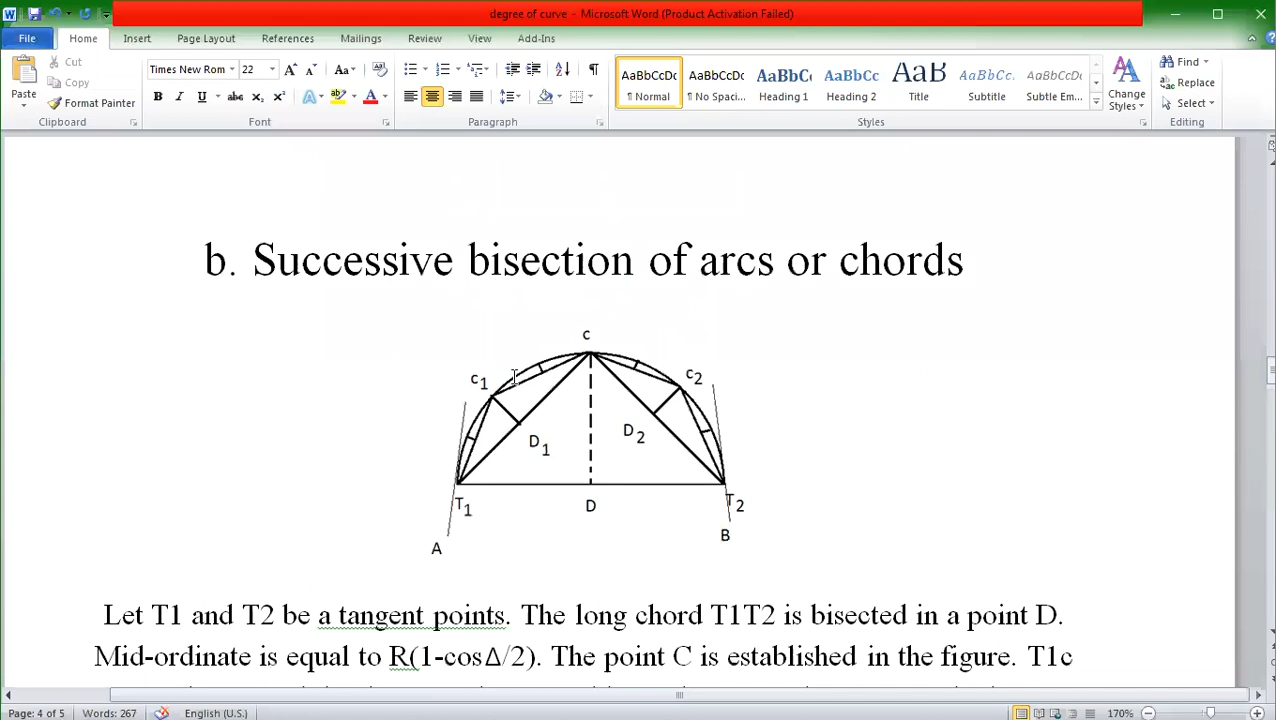 degree of curve - Microsoft Word (Product Activation Failed)
File Home Insert Page Layout References Mailings Review View Add-Ins
Paste
Cut
Copy
Format Painter
Clipboard
Times New Rom 22
Font
Paragraph
AaBbCcDc ¶ Normal
AaBbCcDc ¶ No Spaci...
AaBbC( Heading 1
AaBbCc Heading 2
AaB Title
AaBbCc. Subtitle
AaBbCcD. Subtle Em...
Change Styles
Styles
Find
Replace
Select
Editing
b. Successive bisection of arcs or chords
c
c1
c2
D1
D2
T1
D
T2
A
B
Let T1 and T2 be a tangent points. The long chord T1T2 is bisected in a point D.
Mid-ordinate is equal to R(1-cosΔ/2). The point C is established in the figure. T1c
Page: 4 of 5 Words: 267 English (U.S.) 170%